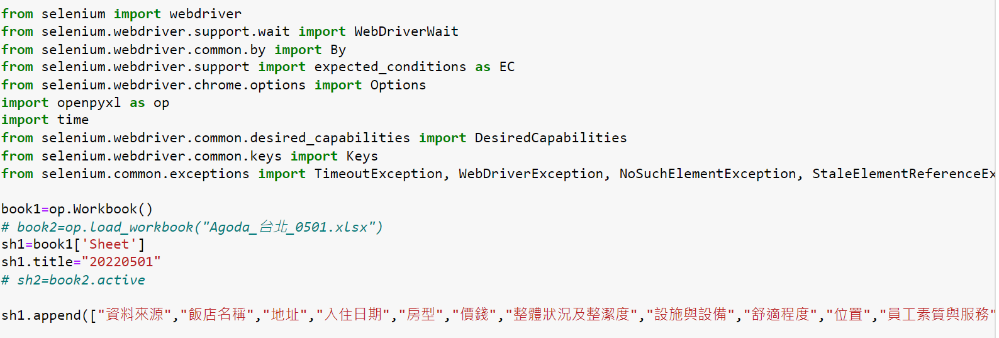 from selenium import webdriver
from selenium.webdriver.support.wait import WebDriverWait
from selenium.webdriver.common.by import By
from selenium.webdriver.support import expected_conditions as EC
from selenium.webdriver.chrome.options import Options
import openpyxl as op
import time
from selenium.webdriver.common.desired_capabilities import DesiredCapabilities
from selenium.webdriver.common.keys import Keys
from selenium.common.exceptions import TimeoutException, WebDriverException, NoSuchElementException, StaleElementReferenceEx
book1=op.Workbook()
# book2=op.load_workbook("Agoda_台北_0501.xlsx")
sh1=book1['Sheet']
sh1.title="20220501"
# sh2=book2.active
sh1.append(["資料來源","飯店名稱","地址","入住日期","房型","價錢","整體狀況及整潔度","設施與設備","舒適程度","位置","員工素質與服務"